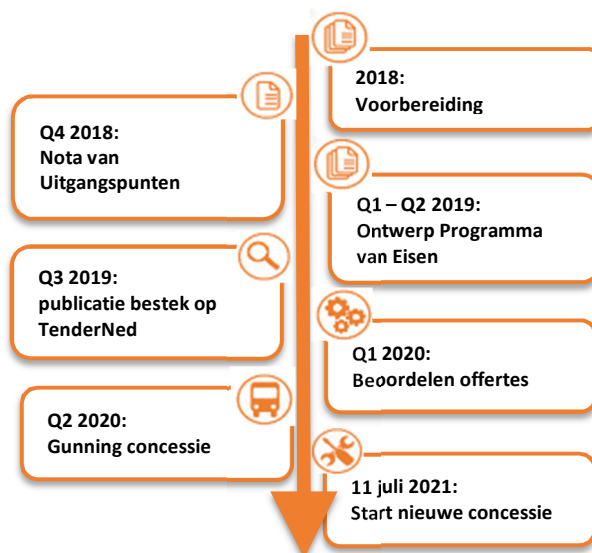 2018:
Voorbereiding
Q4 2018:
Nota van
Uitgangspunten
Q1 – Q2 2019:
Ontwerp Programma
van Eisen
Q3 2019:
publicatie bestek op
TenderNed
Q1 2020:
Beoordelen offertes
Q2 2020:
Gunning concessie
11 juli 2021:
Start nieuwe concessie